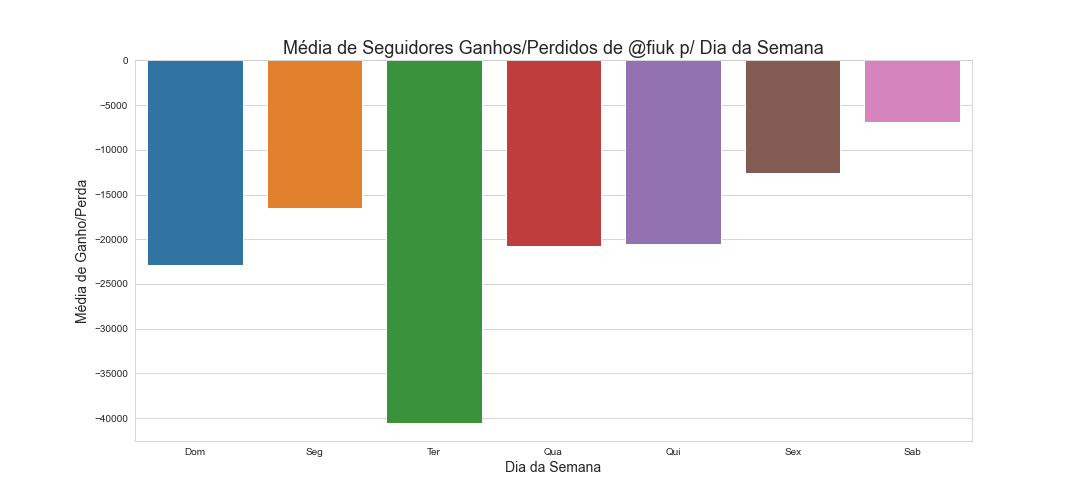 Média de Seguidores Ganhos/Perdidos de @fiuk p/ Dia da Semana
0
−5000
−10000
−15000
−20000
−25000
−30000
−35000
−40000
Média de Ganho/Perda
Dom Seg Ter Qua Qui Sex Sab
Dia da Semana